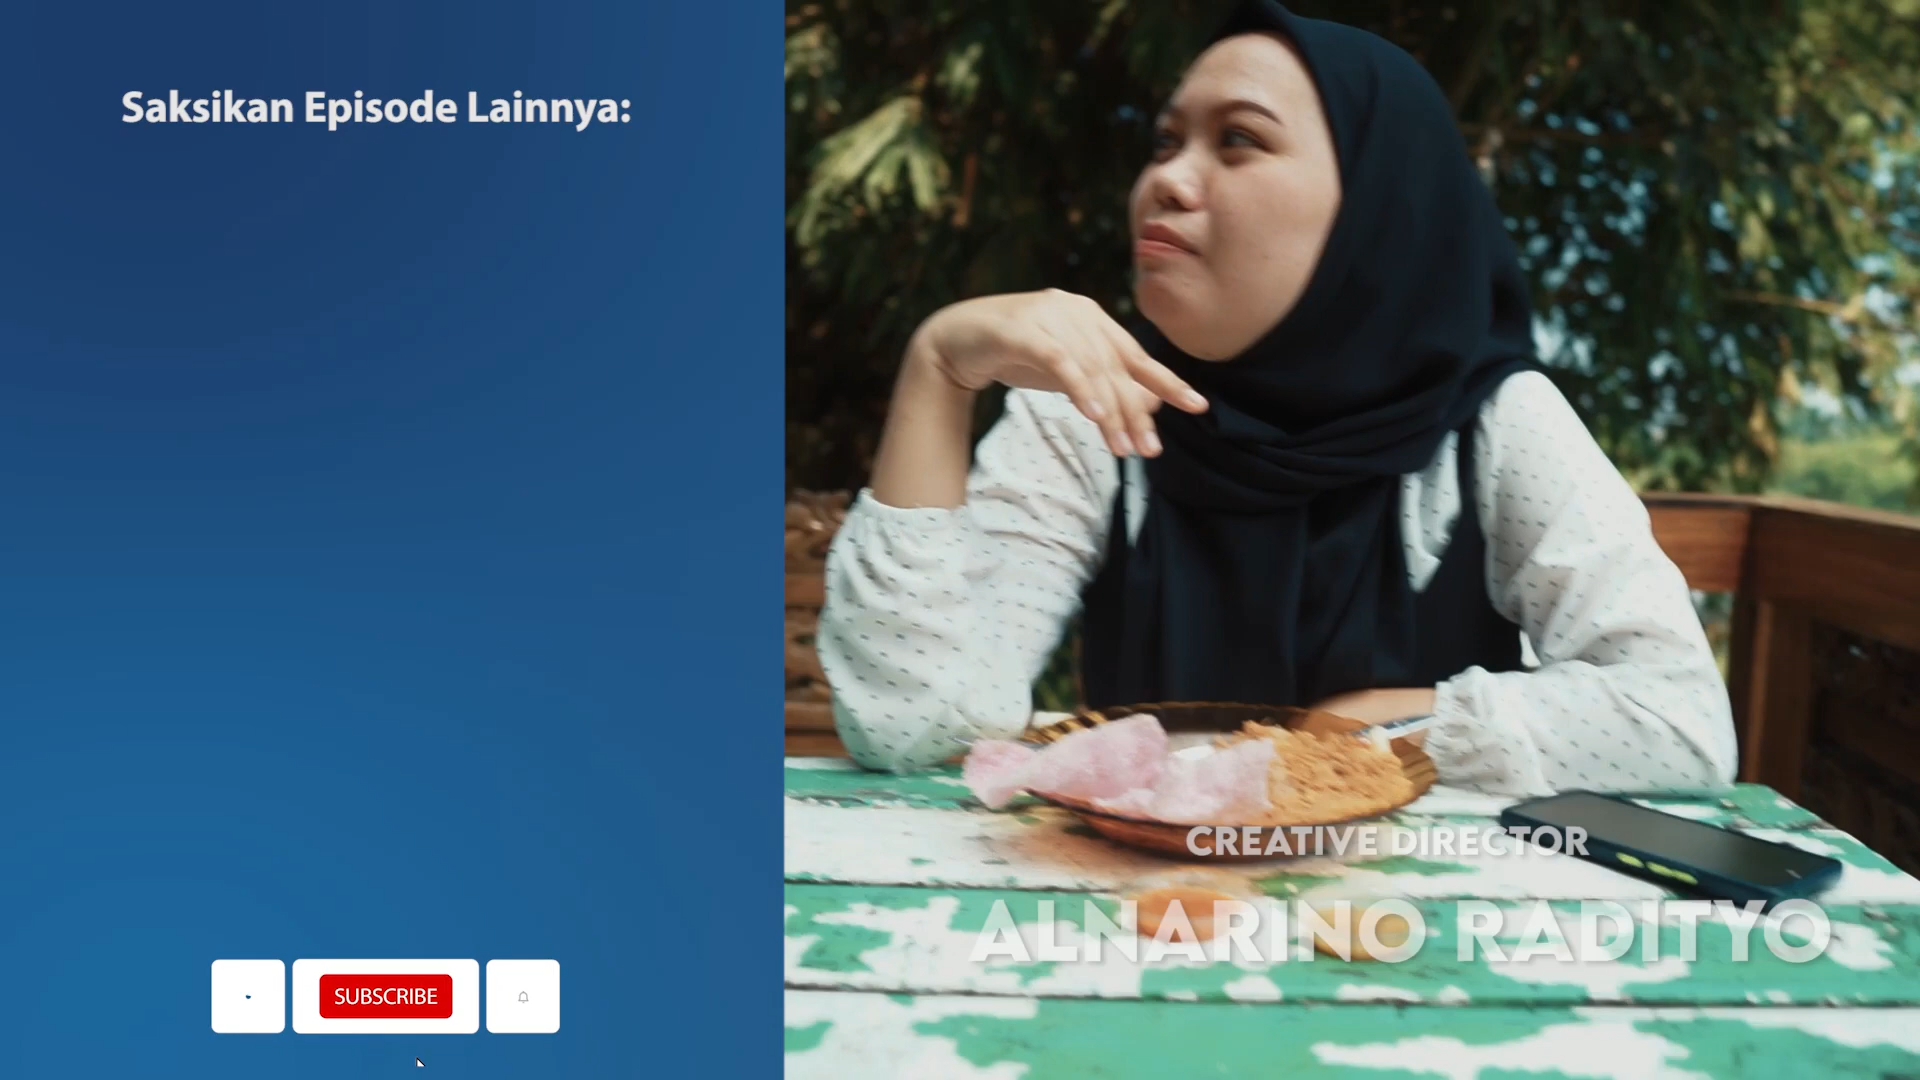 Saksikan Episode Lainnya:
SUBSCRIBE
CREATIVE DIRECTOR
ALNARINO RADITYO